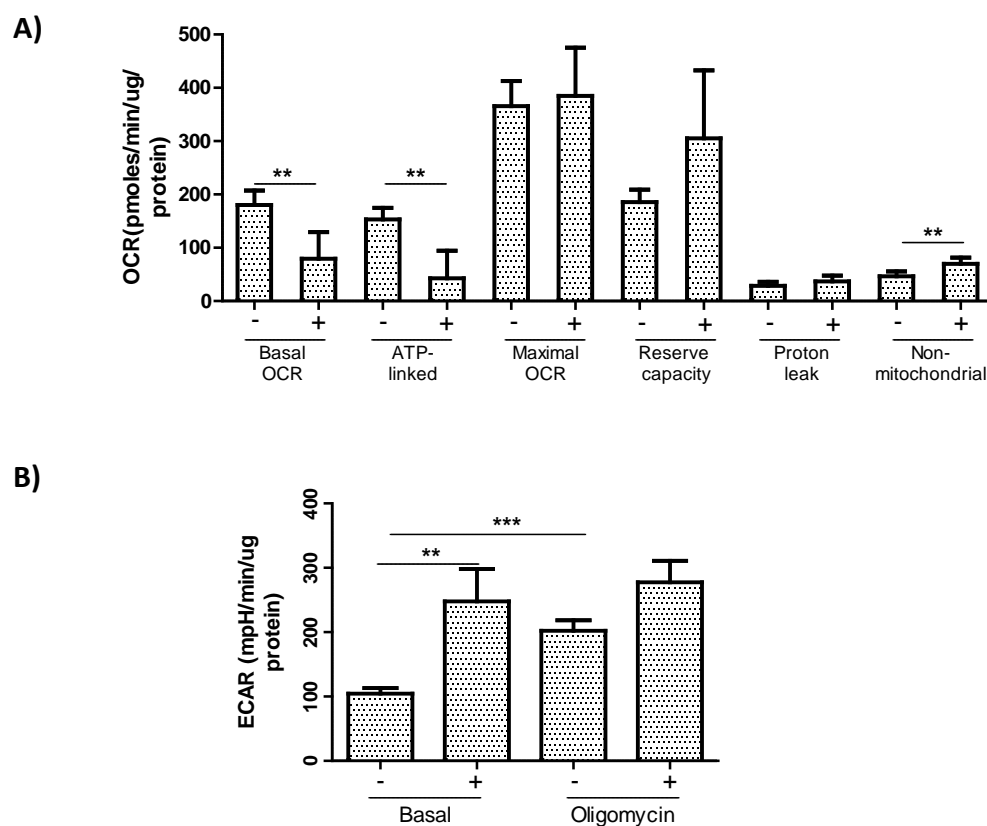 A)
OCR(pmoles/min/ug/
protein)
500
400
300
200
100
0
** ** **
- + - + - + - + - + - +
Basal ATP- Maximal Reserve Proton Non-
OCR linked OCR capacity leak mitochondrial
B)
ECAR (mpH/min/ug
protein)
400
300
200
100
0
***
**
- + - +
Basal Oligomycin